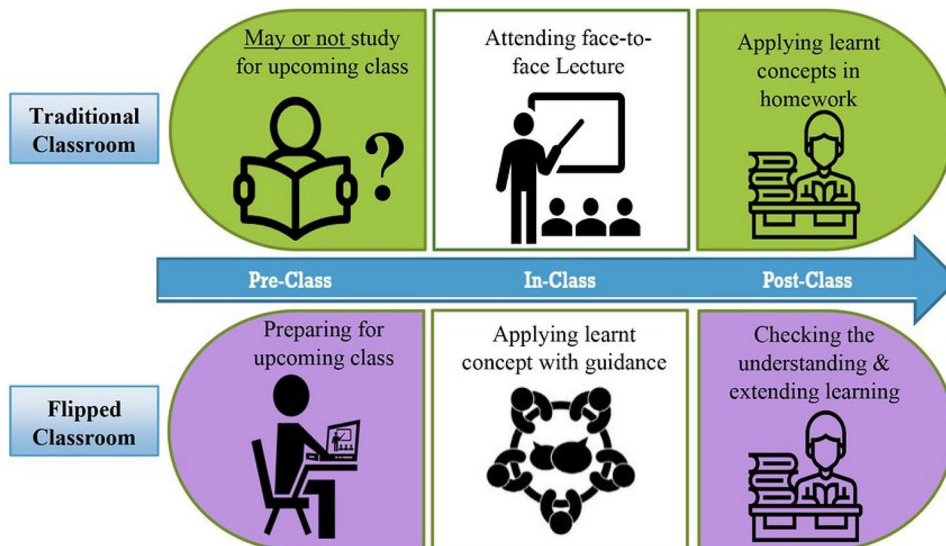 May or not study
for upcoming class
Attending face-to-
face Lecture
Applying learnt
concepts in
homework
Traditional
Classroom
?
Pre-Class
In-Class
Post-Class
Preparing for
upcoming class
Applying learnt
concept with guidance
Checking the
understanding &
extending learning
Flipped
Classroom